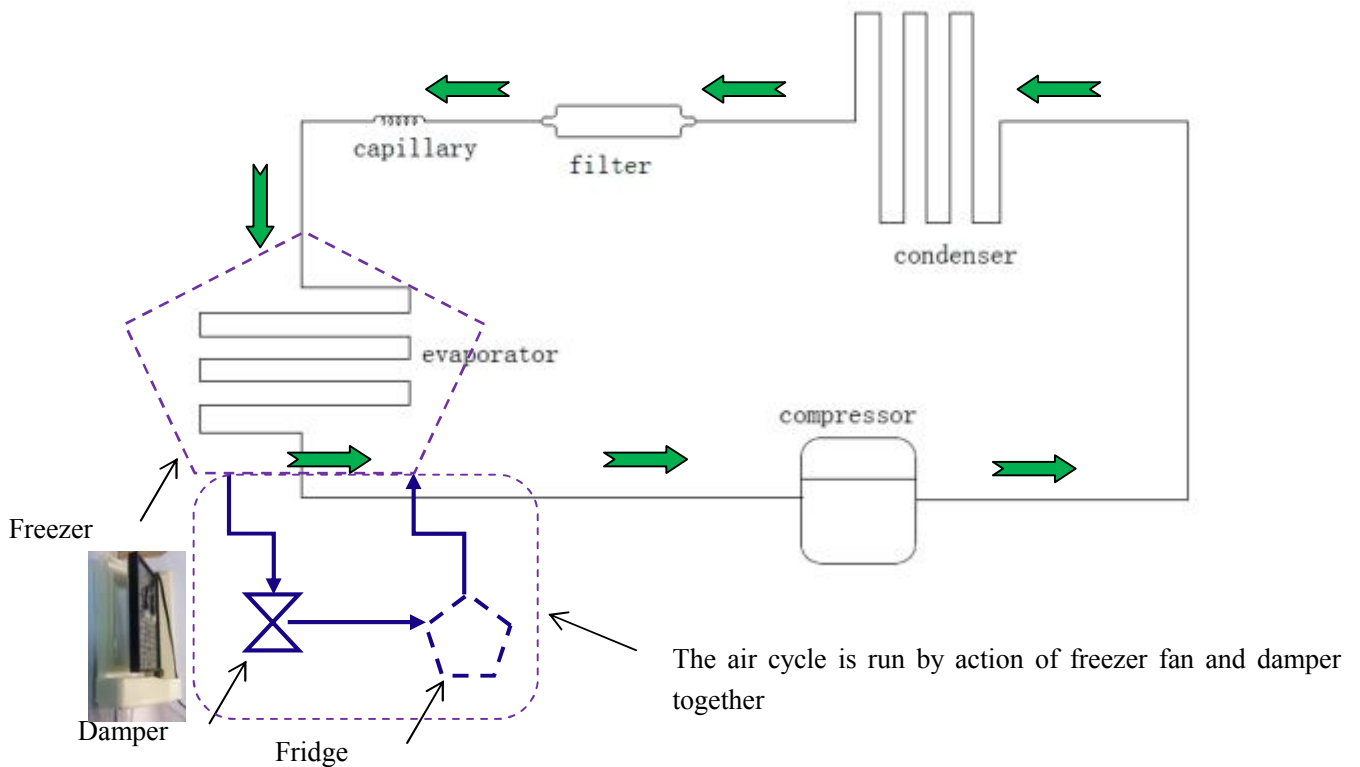 capillary
filter
condenser
evaporator
compressor
Freezer
The air cycle is run by action of freezer fan and damper
together
Damper
Fridge